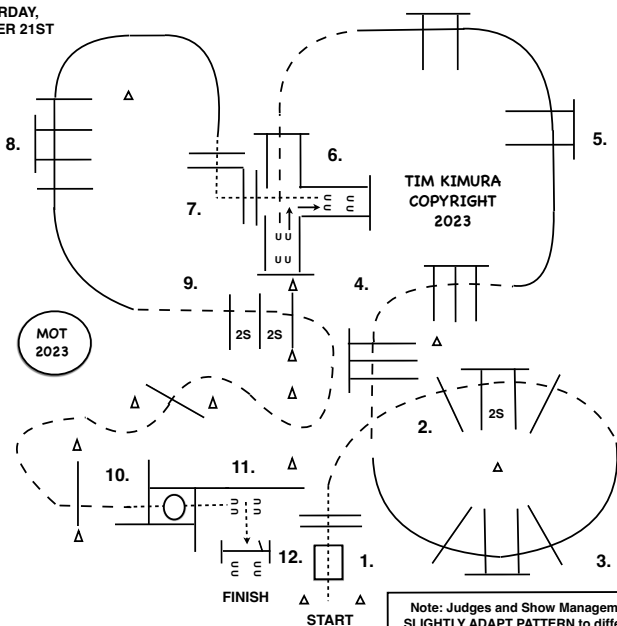 RDAY,
ER 21ST
8.
5.
6.
TIM KIMURA
COPYRIGHT
2023
7.
9.
4.
2S
2S
MOT
2023
2S
2.
10.
11.
12.
1.
3.
FINISH
START
Note: Judges and Show Managem
SLIGHTLY ADAPT PATTERN to diffe